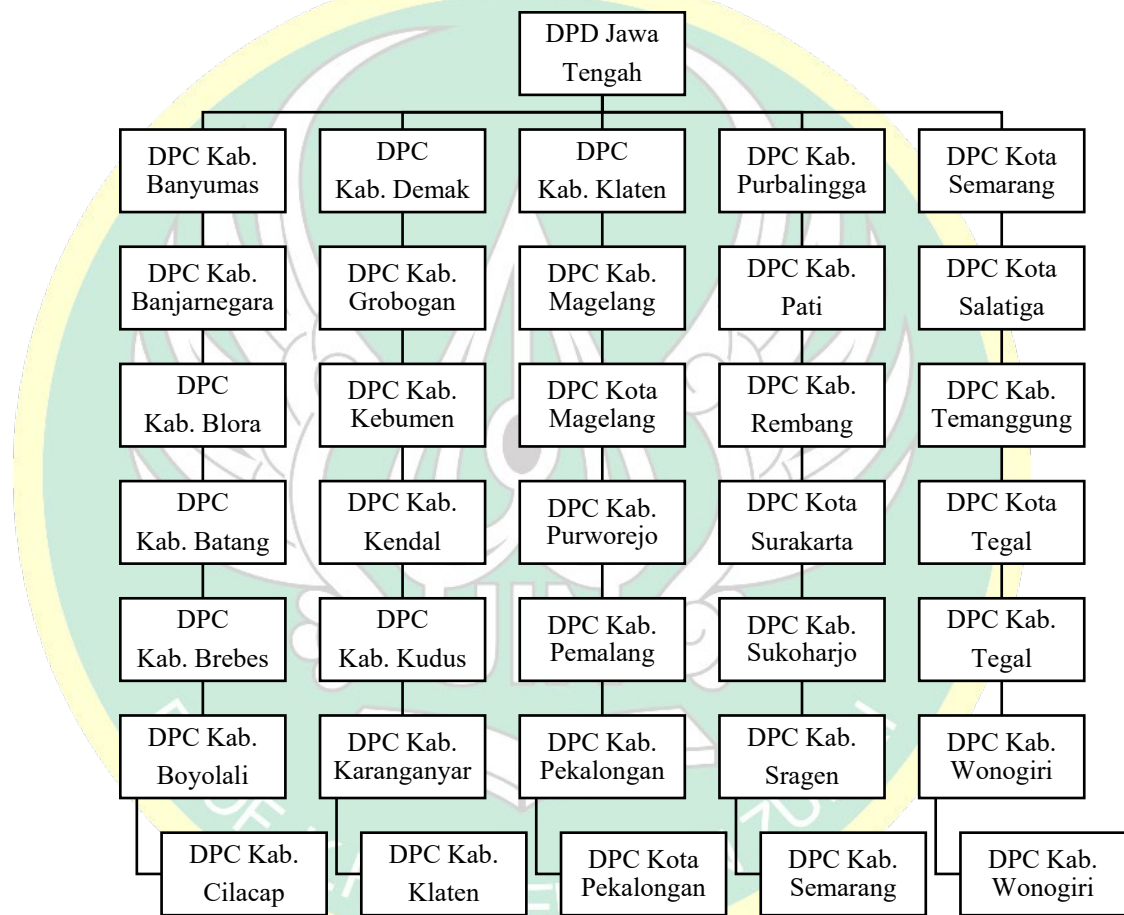 DPD Jawa
Tengah
DPC Kab.
Banyumas
DPC
Kab. Demak
DPC
Kab. Klaten
DPC Kab.
Purbalingga
DPC Kota
Semarang
DPC Kab.
Banjarnegara
DPC Kab.
Grobogan
DPC Kab.
Magelang
DPC Kab.
Pati
DPC Kota
Salatiga
DPC
Kab. Blora
DPC Kab.
Kebumen
DPC Kota
Magelang
DPC Kab.
Rembang
DPC Kab.
Temanggung
DPC
Kab. Batang
DPC Kab.
Kendal
DPC Kab.
Purworejo
DPC Kota
Surakarta
DPC Kota
Tegal
DPC
Kab. Brebes
DPC
Kab. Kudus
DPC Kab.
Pemalang
DPC Kab.
Sukoharjo
DPC Kab.
Tegal
DPC Kab.
Boyolali
DPC Kab.
Karanganyar
DPC Kab.
Pekalongan
DPC Kab.
Sragen
DPC Kab.
Wonogiri
DPC Kab.
Cilacap
DPC Kab.
Klaten
DPC Kota
Pekalongan
DPC Kab.
Semarang
DPC Kab.
Wonogiri
UIN